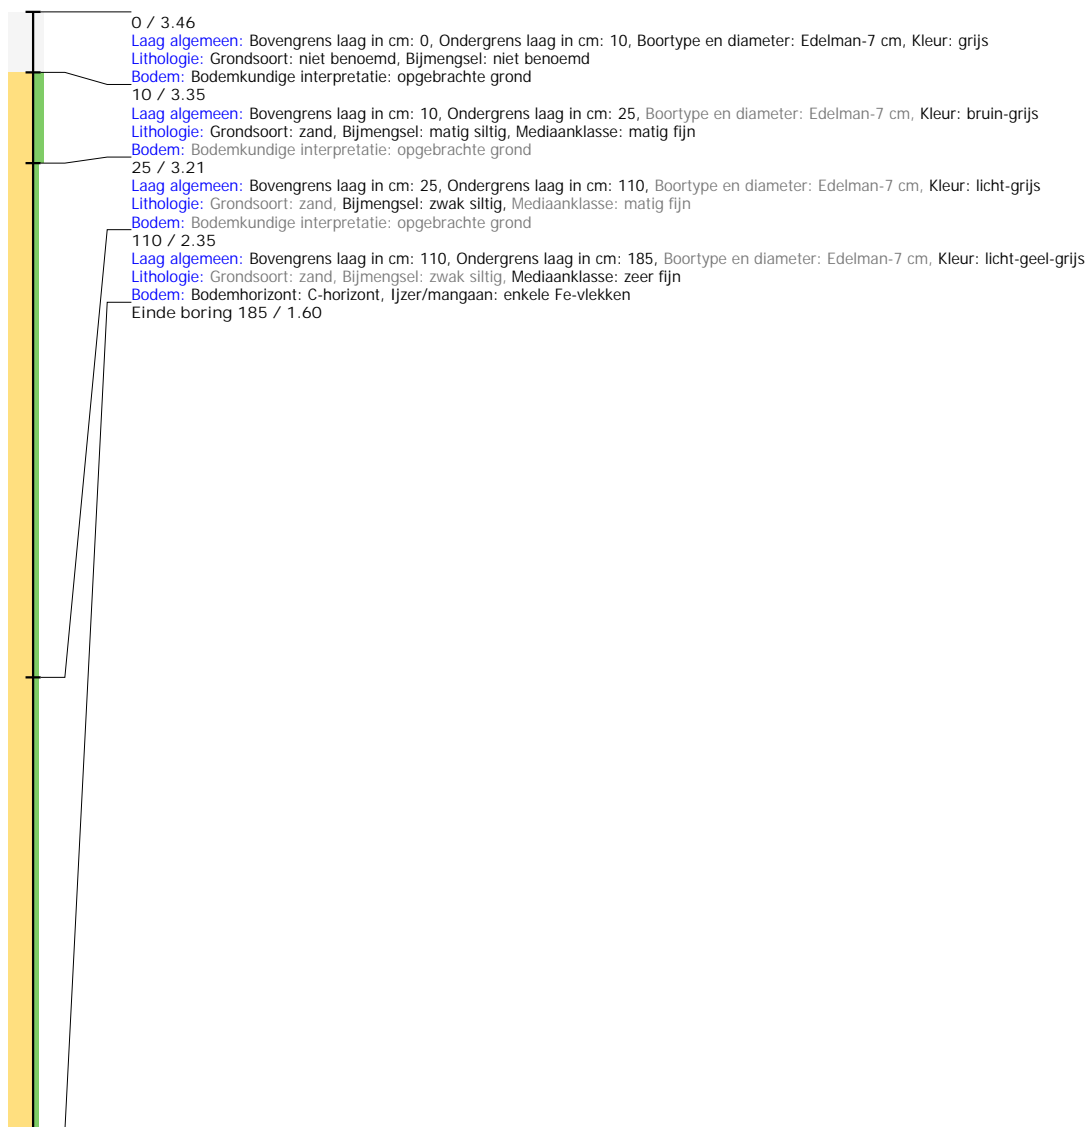 0 / 3.46
Laag algemeen: Bovengrens laag in cm: 0, Ondergrens laag in cm: 10, Boortype en diameter: Edelman-7 cm, Kleur: grijs
Lithologie: Grondsoort: niet benoemd, Bijmengsel: niet benoemd
Bodem: Bodemkundige interpretatie: opgebrachte grond
10 / 3.35
Laag algemeen: Bovengrens laag in cm: 10, Ondergrens laag in cm: 25, Boortype en diameter: Edelman-7 cm, Kleur: bruin-grijs
Lithologie: Grondsoort: zand, Bijmengsel: matig siltig, Mediaanklasse: matig fijn
Bodem: Bodemkundige interpretatie: opgebrachte grond
25 / 3.21
Laag algemeen: Bovengrens laag in cm: 25, Ondergrens laag in cm: 110, Boortype en diameter: Edelman-7 cm, Kleur: licht-grijs
Lithologie: Grondsoort: zand, Bijmengsel: zwak siltig, Mediaanklasse: matig fijn
Bodem: Bodemkundige interpretatie: opgebrachte grond
110 / 2.35
Laag algemeen: Bovengrens laag in cm: 110, Ondergrens laag in cm: 185, Boortype en diameter: Edelman-7 cm, Kleur: licht-geel-grijs
Lithologie: Grondsoort: zand, Bijmengsel: zwak siltig, Mediaanklasse: zeer fijn
Bodem: Bodemhorizont: C-horizont, Ijzer/mangaan: enkele Fe-vlekken
Einde boring 185 / 1.60